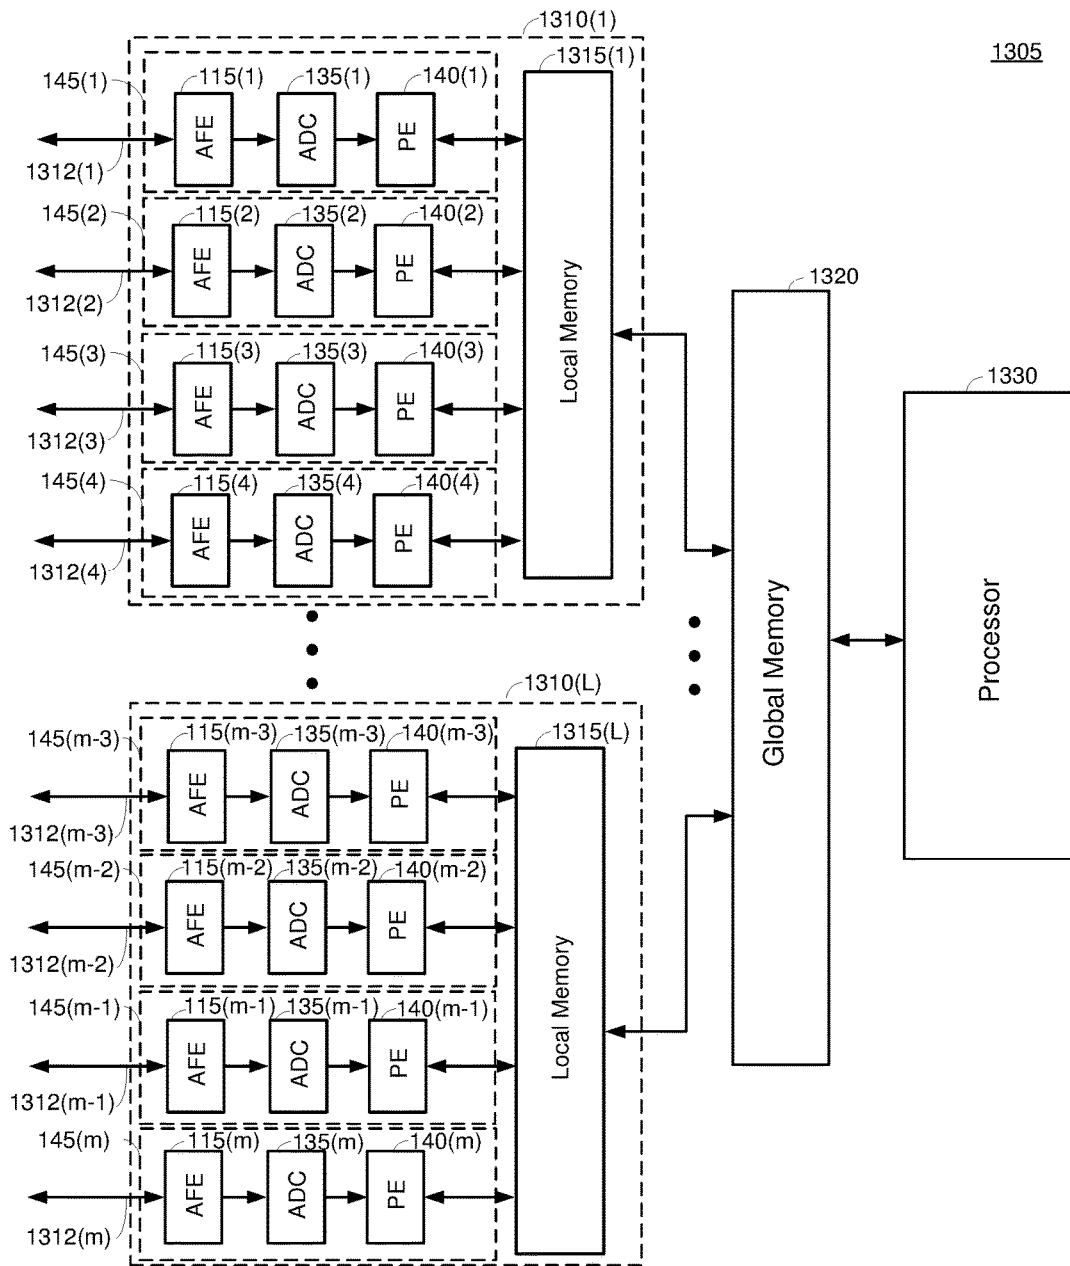 1310(1)
1305
1315(1)
145(1)
115(1)
135(1)
140(1)
AFE
ADC
PE
1312(1)
145(2)
115(2)
135(2)
140(2)
AFE
ADC
PE
1312(2)
145(3)
115(3)
135(3)
140(3)
AFE
ADC
PE
1312(3)
145(4)
115(4)
135(4)
140(4)
AFE
ADC
PE
1312(4)
Local Memory
1320
Global Memory
1330
Processor
1310(L)
1315(L)
145(m-3)
115(m-3)
135(m-3)
140(m-3)
AFE
ADC
PE
1312(m-3)
145(m-2)
115(m-2)
135(m-2)
140(m-2)
AFE
ADC
PE
1312(m-2)
145(m-1)
115(m-1)
135(m-1)
140(m-1)
AFE
ADC
PE
1312(m-1)
145(m)
115(m)
135(m)
140(m)
AFE
ADC
PE
1312(m)
Local Memory